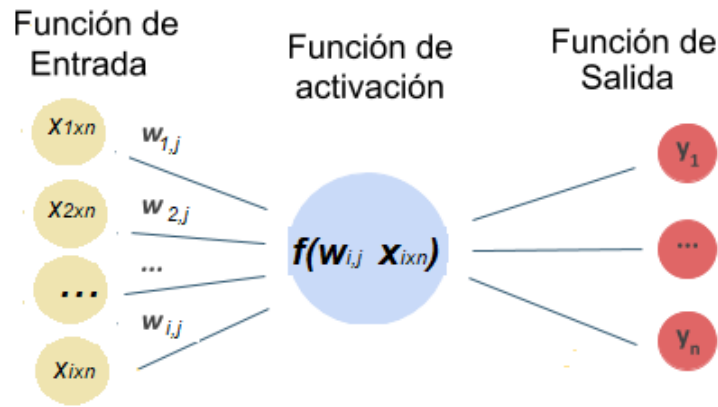 Función de
Entrada
Función de
activación
Función de
Salida
x1xn
w1,j
x2xn
w 2,j
...
...
wi,j
xixn
f(wi,j xixn)
y1
...
yn